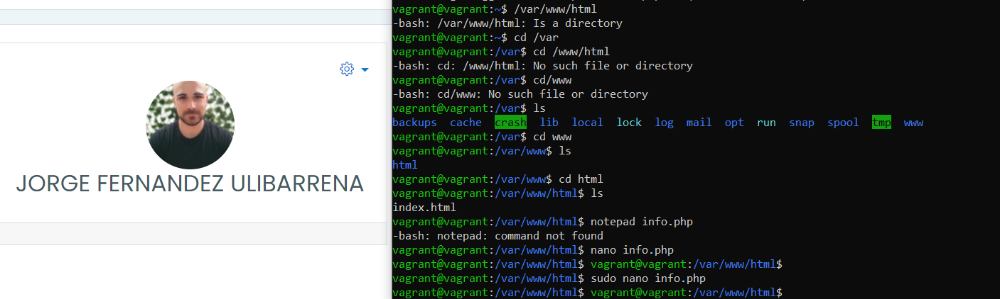 JORGE FERNANDEZ ULIBARRENA
vagrant@vagrant:~$ /var/www/html
-bash: /var/www/html: Is a directory
vagrant@vagrant:~$ cd /var
vagrant@vagrant:/var$ cd /www/html
-bash: cd: /www/html: No such file or directory
vagrant@vagrant:/var$ cd/www
-bash: cd/www: No such file or directory
vagrant@vagrant:/var$ ls
backups cache crash lib local lock log mail opt run snap spool tmp www
vagrant@vagrant:/var$ cd www
vagrant@vagrant:/var/www$ ls
html
vagrant@vagrant:/var/www$ cd html
vagrant@vagrant:/var/www/html$ ls
index.html
vagrant@vagrant:/var/www/html$ notepad info.php
-bash: notepad: command not found
vagrant@vagrant:/var/www/html$ nano info.php
vagrant@vagrant:/var/www/html$ vagrant@vagrant:/var/www/html$
vagrant@vagrant:/var/www/html$ sudo nano info.php
vagrant@vagrant:/var/www/html$ vagrant@vagrant:/var/www/html$